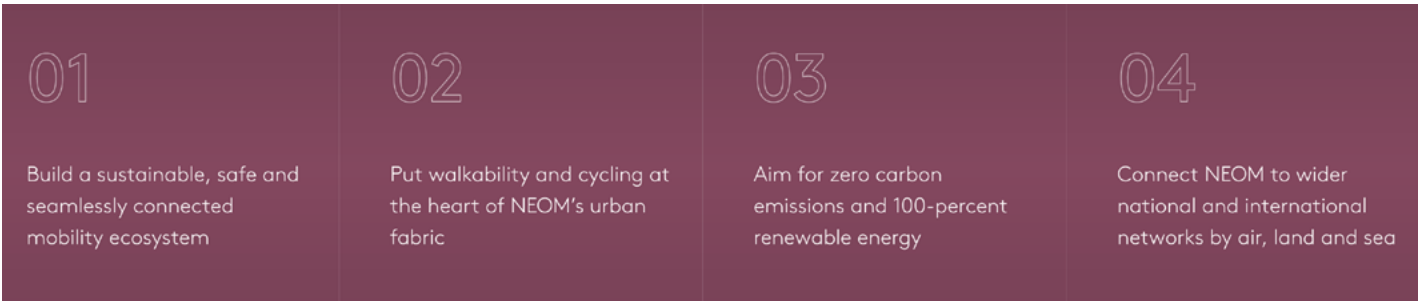 01
Build a sustainable, safe and
seamlessly connected
mobility ecosystem
02
Put walkability and cycling at
the heart of NEOM’s urban
fabric
03
Aim for zero carbon
emissions and 100-percent
renewable energy
04
Connect NEOM to wider
national and international
networks by air, land and sea